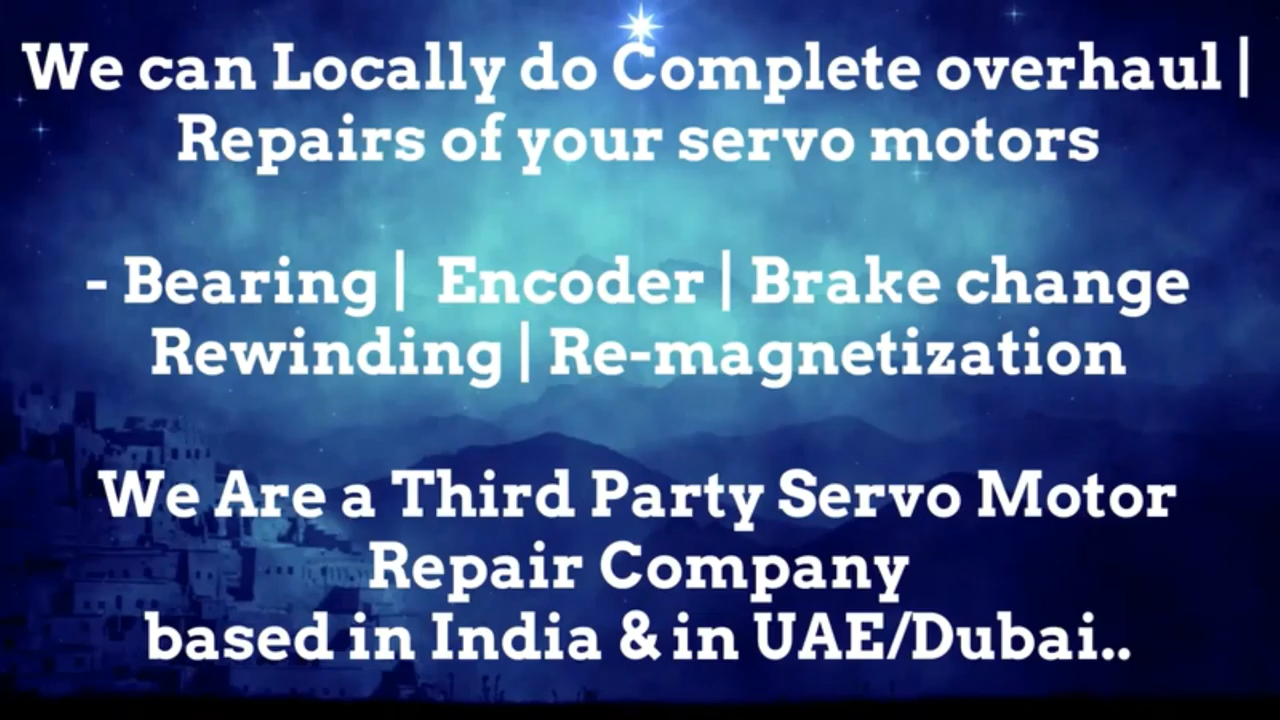 We can Locally do Complete overhaul |
Repairs of your servo motors
- Bearing | Encoder | Brake change
Rewinding | Re-magnetization
We Are a Third Party Servo Motor
Repair Company
based in India & in UAE/Dubai..